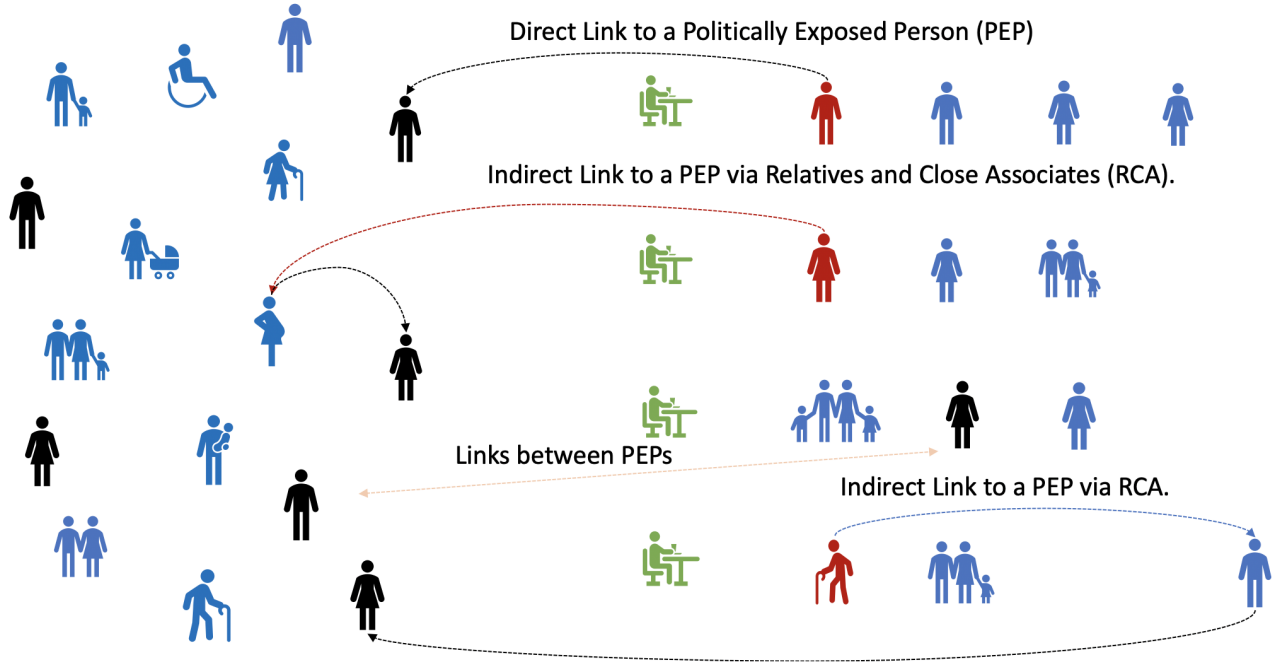 Direct Link to a Politically Exposed Person (PEP)
Indirect Link to a PEP via Relatives and Close Associates (RCA).
Links between PEPs
Indirect Link to a PEP via RCA.